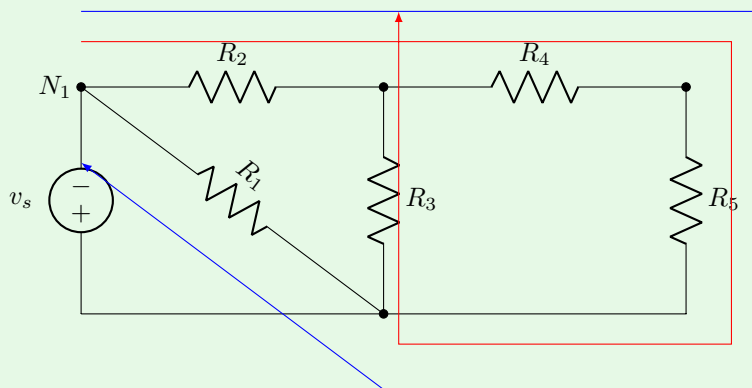 R₂
R₄
N₁
R₁
−
+
vₛ
R₃
R₅